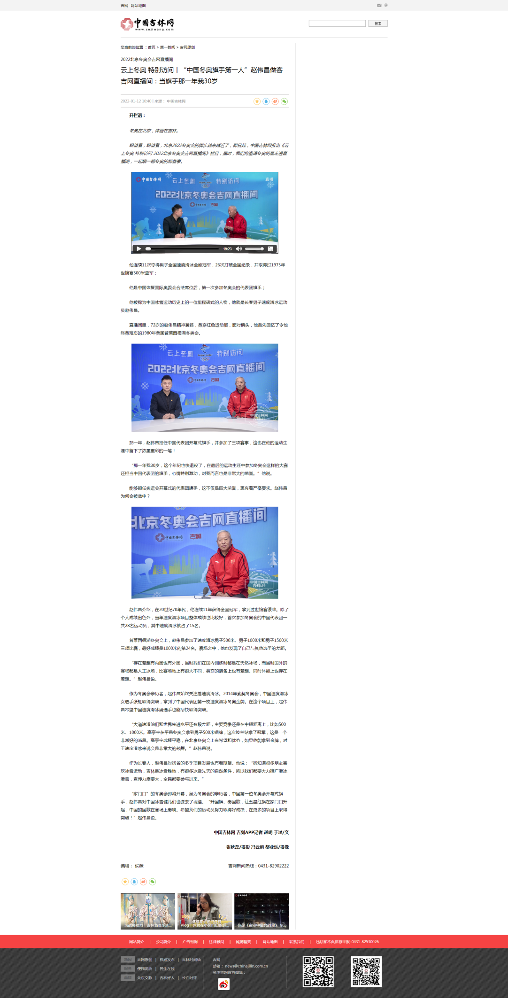 吉网 网站地图
中国吉林网
www.cnjiwang.com
搜索
您当前的位置 ：首页 > 第一新闻 > 吉网原创
2022北京冬奥会吉网直播间
云上冬奥 特别访问丨“中国冬奥旗手第一人”赵伟昌做客
吉网直播间：当旗手那一年我30岁
2022-01-12 10:40 | 来源： 中国吉林网
开栏语：
冬奥在北京，体验在吉林。
盼望着，盼望着，北京2022冬奥会的脚步越来越近了，即日起，中国吉林网推出《云
上冬奥 特别访问 2022北京冬奥会吉网直播间》栏目，届时，我们将邀请冬奥明星走进直
播间，一起聊一聊冬奥的那些事。
中国吉林网 云上冬奥 特别访问 直播
2022北京冬奥会吉网直播间
中国吉林网 吉刻
19:23
他连续11次夺得男子全国速度滑冰全能冠军，26次打破全国纪录，并取得过1975年
世锦赛500米亚军；
他是中国恢复国际奥委会合法席位后，第一次参加冬奥会的代表团旗手；
他被称为中国冰雪运动历史上的一位里程碑式的人物，他就是长春男子速度滑冰运动
员赵伟昌。
直播间里，72岁的赵伟昌精神矍铄，身穿红色运动服，面对镜头，他首先回忆了令他
终身难忘的1980年美国普莱西德湖冬奥会。
云上冬奥 特别访问
2022北京冬奥会吉网直播间
中国吉林网 吉刻
中国吉林网
吉刻APP
那一年，赵伟昌担任中国代表团开幕式旗手，并参加了三项赛事，这也在他的运动生
涯中留下了浓墨重彩的一笔！
“那一年我30岁，这个年纪也快退役了，在最后的运动生涯中参加冬奥会这样的大赛
还担当中国代表团的旗手，心情特别激动，对我而言也是非常大的荣誉。”他说。
能够担任奥运会开幕式的代表团旗手，这不仅是巨大荣誉，更有着严格要求。赵伟昌
为何会被选中？
北京冬奥会吉网直播间
中国吉林网 吉刻
中国吉林网
吉刻APP
赵伟昌介绍，在20世纪70年代，他连续11年获得全国冠军，拿到过世锦赛银牌。除了
个人成绩出色外，当年速度滑冰项目整体成绩也比较好，首次参加冬奥会的中国代表团一
共28名运动员，其中速度滑冰就占了15名。
普莱西德湖冬奥会上，赵伟昌参加了速度滑冰男子500米、男子1000米和男子1500米
三项比赛，最好成绩是1000米的第24名。赛场之中，他也发现了自己与其他选手的差距。
“存在差距有内因也有外因，当时我们在国内训练时都是在天然冰场，而当时国外的
赛场都是人工冰场，比赛场地上有很大不同，身穿的装备上也有差距。同时体能上也存在
差距。”赵伟昌说。
作为冬奥会亲历者，赵伟昌始终关注着速度滑冰。2014年索契冬奥会，中国速度滑冰
女选手张虹取得突破，拿到了中国代表团第一枚速度滑冰冬奥金牌。在这个项目上，赵伟
昌希望中国速度滑冰男选手也能尽快取得突破。
“大道速滑咱们和世界先进水平还有段差距，主要竞争还是在中短距离上，比如500
米、1000米。高亭宇在平昌冬奥会拿到男子500米铜牌，这次波兰站拿了冠军，这是一个
非常好的消息。高亭宇成绩平稳，在北京冬奥会上有希望和优势，如果他能拿到金牌，对
于速度滑冰来说会是非常大的鼓舞。”赵伟昌说。
作为长春人，赵伟昌对我省的冬季项目发展也有着期望。他说：“我知道很多朋友喜
欢冰雪运动，吉林是冰雪胜地，有很多冰雪先天的自然条件，所以我们都要大力推广滑冰
滑雪，宣传力度要大，全民都要参与进来。”
“家门口”的冬奥会即将开幕，身为冬奥会的亲历者，中国第一位冬奥会开幕式旗
手，赵伟昌对中国冰雪健儿们也送去了祝福。“升国旗、奏国歌，让五星红旗在家门口升
起，中国的国歌在赛场上奏响。希望我们的运动员努力取得好成绩，在更多的项目上取得
突破！”赵伟昌说。
中国吉林网 吉刻APP记者 越明 于洋/文
张秋磊/摄影 冯云鹏 都业烁/摄像
编辑： 侯薇 吉网新闻热线：0431-82902222
为战疫助力！吉林省音乐志...
Vlog丨体验在小区门口的超...
你是《夜空中最亮的星》 东...
网站简介 | 公司简介 | 广告刊例 | 法律顾问 | 诚聘精英 | 网站地图 | 联系我们 | 违法和不良信息举报: 0431-82530026
新闻 吉网原创 | 权威发布 | 吉林时间轴
服务 便民词典 | 民生在线
品牌 关东文脉 | 吉林好人 | 长白时评
吉网
邮箱： news@chinajilin.com.cn
关注吉网官方微博：